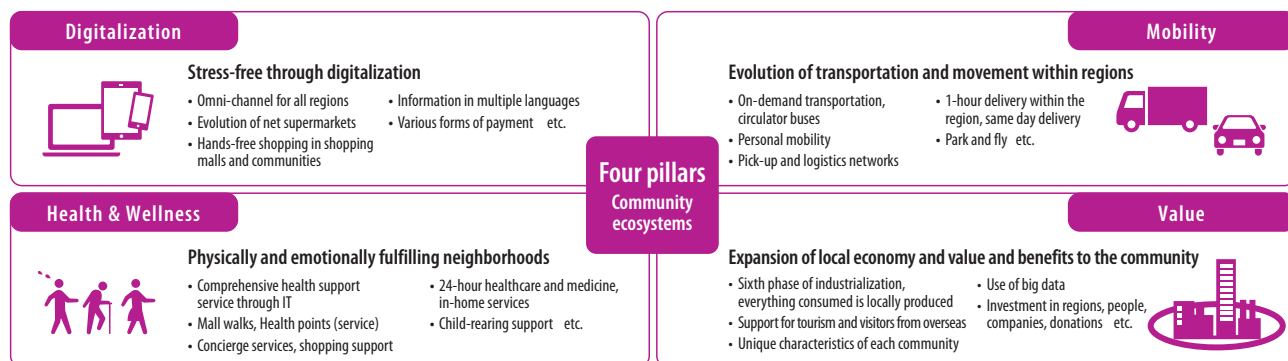 Digitalization
Stress-free through digitalization
• Omni-channel for all regions
• Evolution of net supermarkets
• Hands-free shopping in shopping
malls and communities
• Information in multiple languages
• Various forms of payment etc.
Mobility
Evolution of transportation and movement within regions
• On-demand transportation,
circulator buses
• Personal mobility
• Pick-up and logistics networks
• 1-hour delivery within the
region, same day delivery
• Park and fly etc.
Four pillars
Community
ecosystems
Health & Wellness
Physically and emotionally fulfilling neighborhoods
• Comprehensive health support
service through IT
• Mall walks, Health points (service)
• Concierge services, shopping support
• 24-hour healthcare and medicine,
in-home services
• Child-rearing support etc.
Value
Expansion of local economy and value and benefits to the community
• Sixth phase of industrialization,
everything consumed is locally produced
• Support for tourism and visitors from overseas
• Unique characteristics of each community
• Use of big data
• Investment in regions, people,
companies, donations etc.